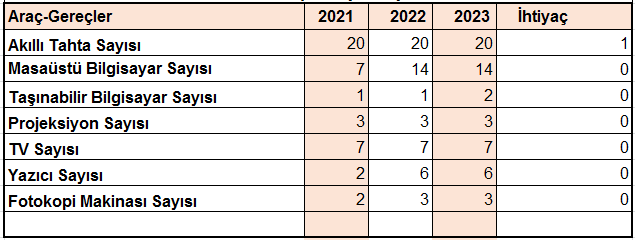 Araç-Gereçler 2021 2022 2023 İhtiyaç
Akıllı Tahta Sayısı 20 20 20 1
Masaüstü Bilgisayar Sayısı 7 14 14 0
Taşınabilir Bilgisayar Sayısı 1 1 2 0
Projeksiyon Sayısı 3 3 3 0
TV Sayısı 7 7 7 0
Yazıcı Sayısı 2 6 6 0
Fotokopi Makinası Sayısı 2 3 3 0